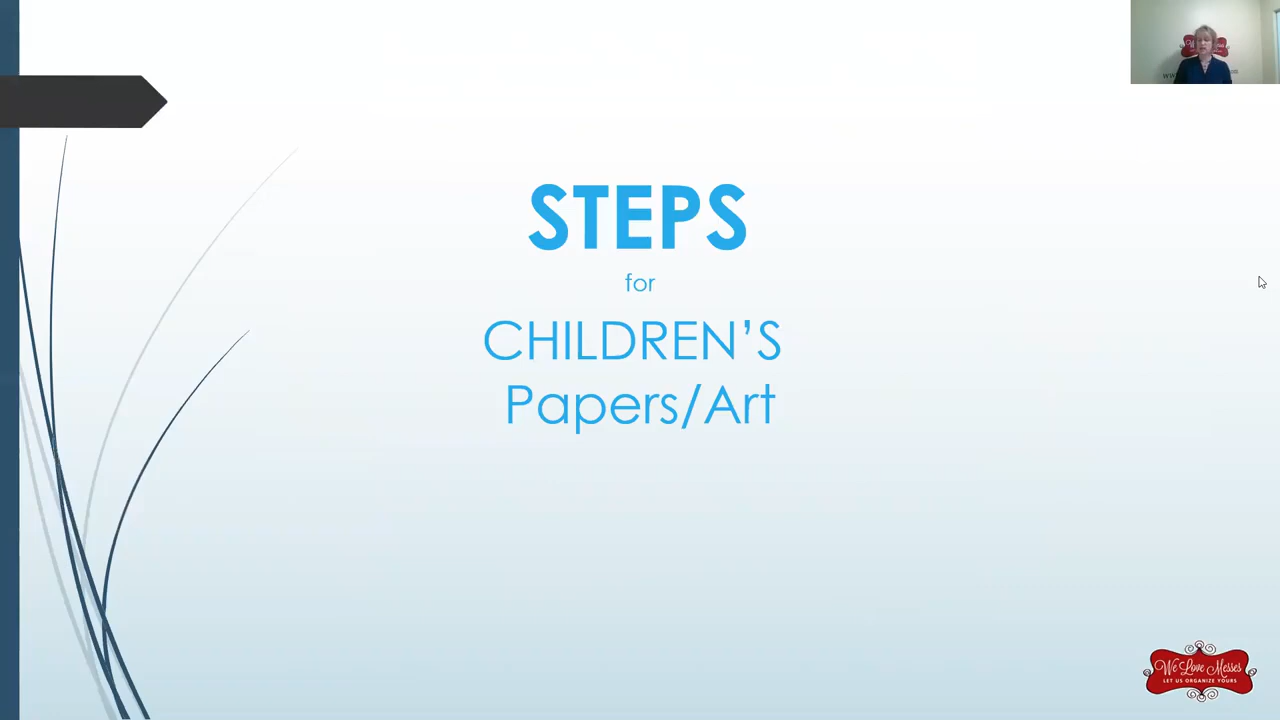 STEPS
for
CHILDREN’S
Papers/Art
We Love Messes
LET US ORGANIZE YOURS